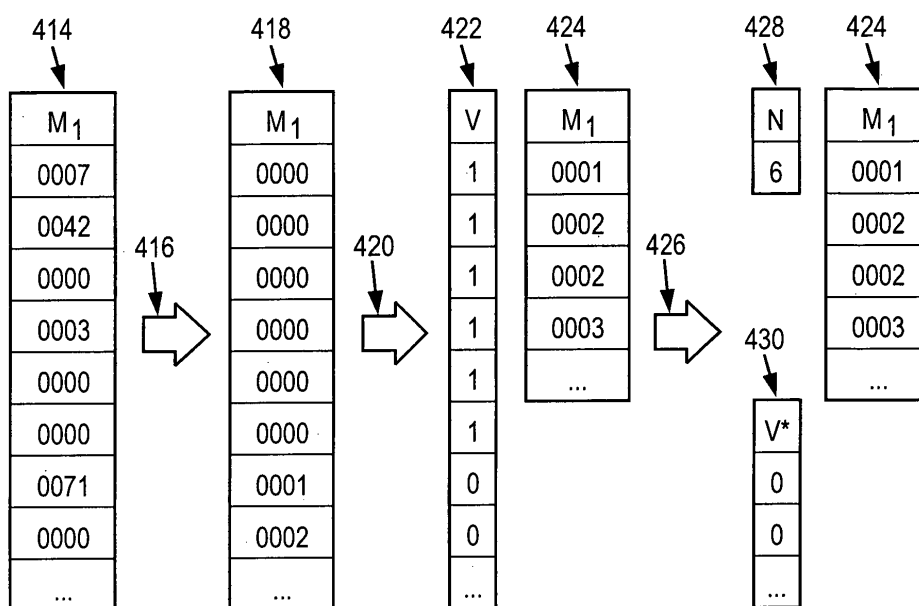 414 418 422 424 428 424
M1 M1 V M1 N M1
0007 0000 1 0001 6 0001
0042 0000 1 0002 0002
416 420 426
0000 0000 1 0002 0002
0003 0000 1 0003 0003
430
0000 0000 1 ... ...
0000 0000 1 V*
0071 0001 0 0
0000 0002 0 0
... ... ... ...